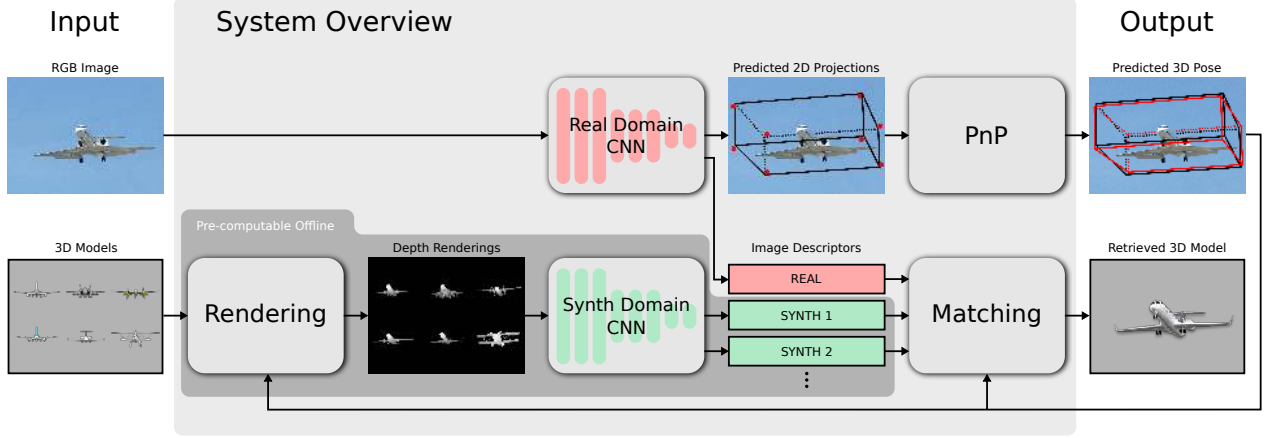 Input
System Overview
Output
RGB Image
Predicted 2D Projections
Predicted 3D Pose
Real Domain
CNN
PnP
Pre-computable Offline
3D Models
Depth Renderings
Image Descriptors
Retrieved 3D Model
Rendering
Synth Domain
CNN
REAL
SYNTH 1
SYNTH 2
Matching